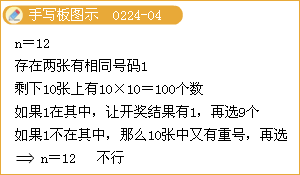 手写板图示 0224-04
n=12
存在两张有相同号码1
剩下10张上有10×10=100个数
如果1在其中，让开奖结果有1，再选9个
如果1不在其中，那么10张中又有重号，再选
⇒ n=12 不行